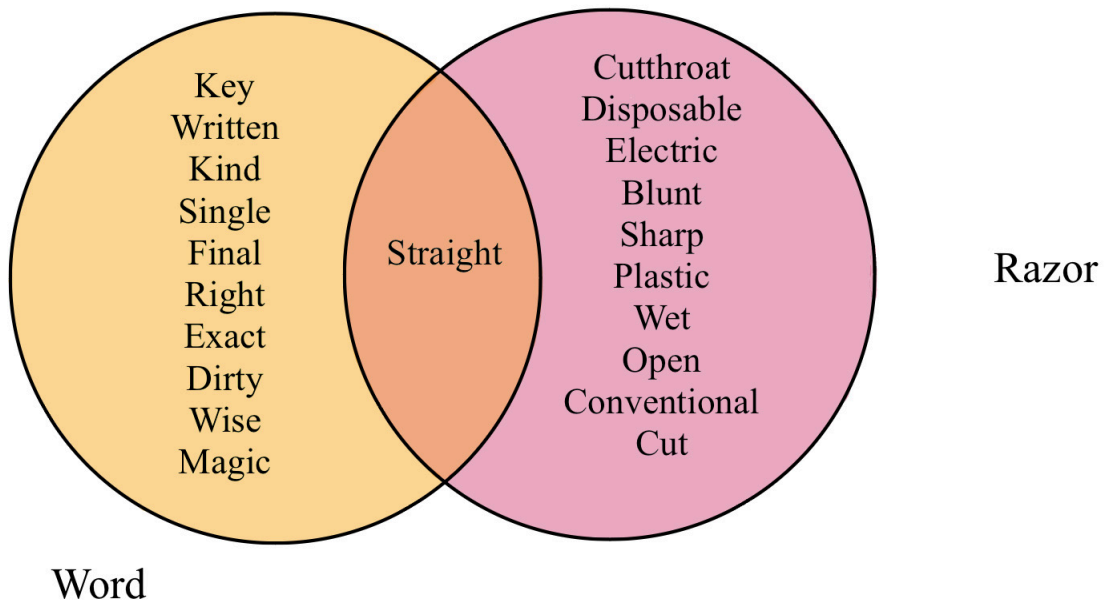 Key
Written
Kind
Single
Final
Right
Exact
Dirty
Wise
Magic
Straight
Cutthroat
Disposable
Electric
Blunt
Sharp
Plastic
Wet
Open
Conventional
Cut
Razor
Word